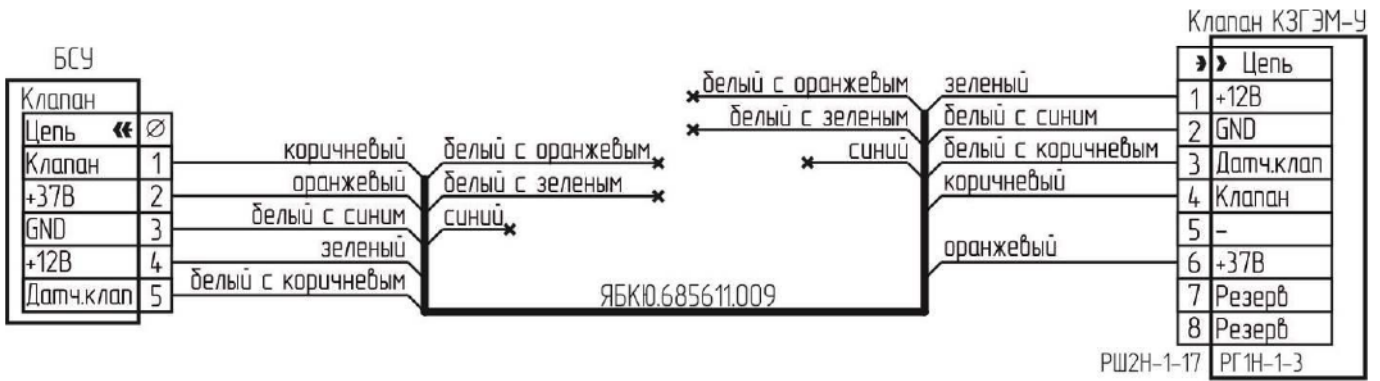 Клапан КЗГЭМ-У
БСУ
Клапан
Цепь Ø
Клапан 1
+37В 2
GND 3
+12В 4
Датч.клап 5
коричневый
оранжевый
белый с синим
зеленый
белый с коричневым
белый с оранжевым
белый с зеленым
синий
ЯБКЮ.685611.009
белый с оранжевым
белый с зеленым
синий
зеленый
белый с синим
белый с коричневым
коричневый
оранжевый
Цепь
1 +12В
2 GND
3 Датч.клап
4 Клапан
5 -
6 +37В
7 Резерв
8 Резерв
РШ2Н-1-17 РГ1Н-1-3